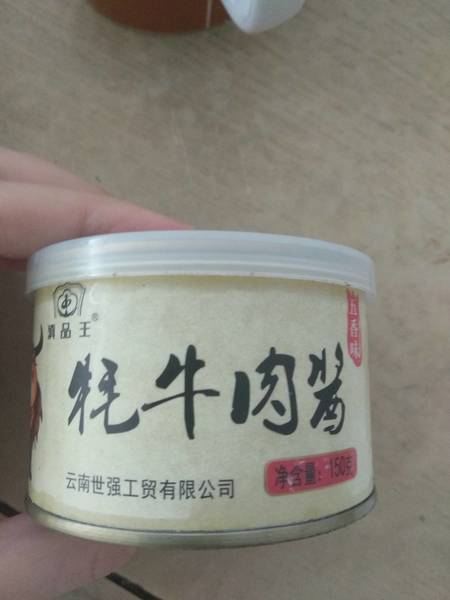 滇品王®
五香味
牦牛肉酱
云南世强工贸有限公司
净含量：150克